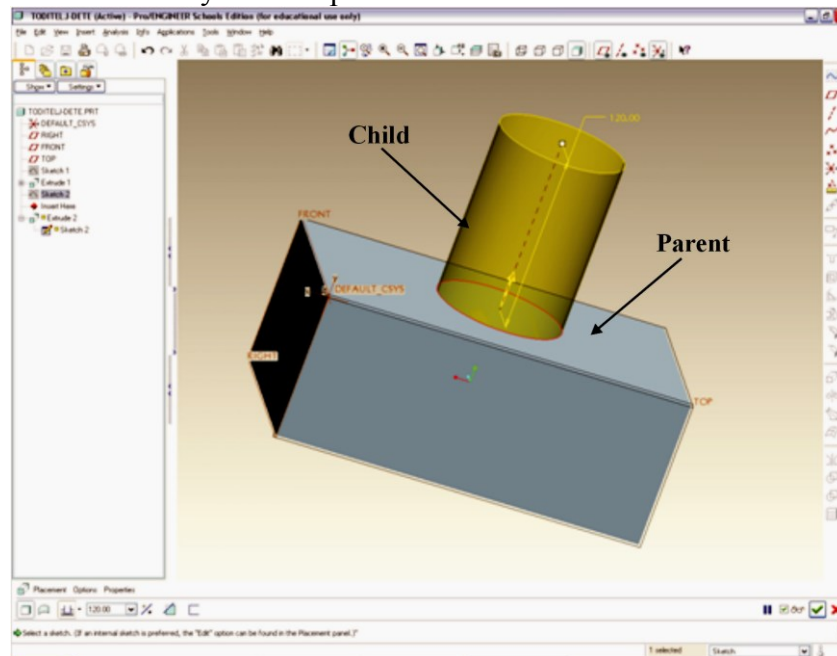 TODITELJ-DETE (Active) - Pro/ENGINEER Schools Edition (for educational use only)
File Edit View Insert Analysis Info Applications Tools Window Help
Show Settings
TODITELJ-DETE.PRT
DEFAULT_CSYS
RIGHT
FRONT
TOP
Sketch 1
Extrude 1
Sketch 2
Insert Here
Extrude 2
Sketch 2
120.00
Child
Parent
FRONT
DEFAULT_CSYS
RIGHT
TOP
Placement Options Properties
120.00
Select a sketch. (If an internal sketch is preferred, the "Edit" option can be found in the Placement panel.)"
1 selected Sketch